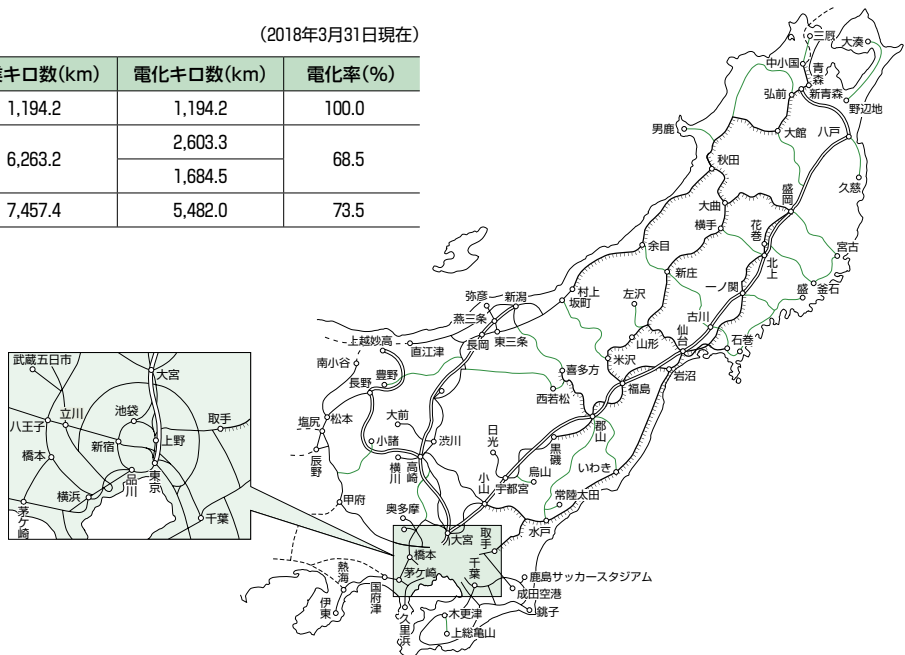 （2018年3月31日現在）
業キロ数(km) 電化キロ数(km) 電化率(%)
1,194.2 1,194.2 100.0
6,263.2 2,603.3 68.5
1,684.5
7,457.4 5,482.0 73.5
三厩
大湊
中小国
青森
弘前
新青森
野辺地
男鹿
大館
八戸
秋田
盛岡
久慈
大曲
横手
花巻
宮古
余目
北上
新庄
一ノ関
盛
釜石
弥彦
新潟
村上
坂町
左沢
古川
燕三条
仙台
石巻
上越妙高
直江津
長岡
東三条
山形
米沢
南小谷
豊野
喜多方
福島
岩沼
長野
西若松
塩尻
松本
大前
日光
郡山
小諸
渋川
黒磯
いわき
辰野
横川
高崎
小山
宇都宮
烏山
常陸太田
甲府
奥多摩
大宮
取手
水戸
橋本
千葉
茅ケ崎
鹿島サッカースタジアム
熱海
国府津
成田空港
伊東
久里浜
木更津
銚子
上総亀山
武蔵五日市
大宮
八王子
立川
池袋
取手
新宿
上野
橋本
横浜
品川
東京
茅ケ崎
千葉